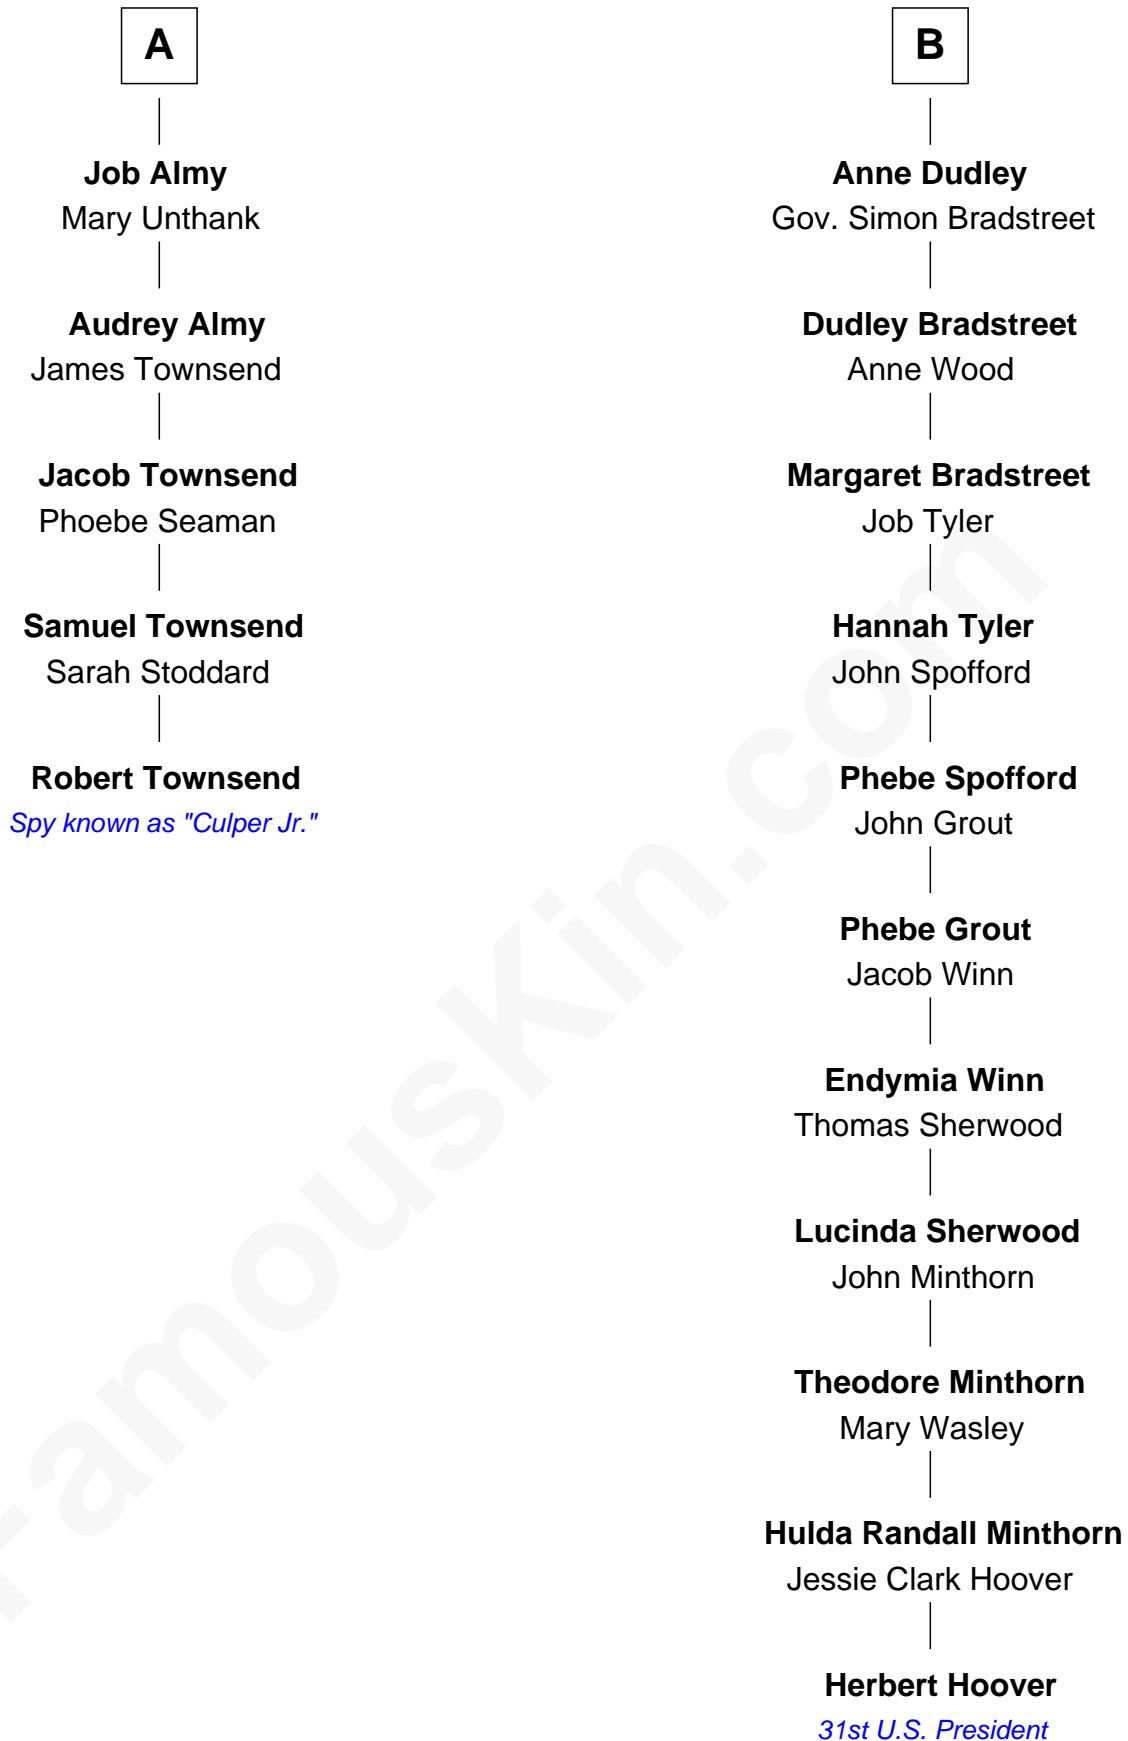 A
Job Almy
Mary Unthank
Audrey Almy
James Townsend
Jacob Townsend
Phoebe Seaman
Samuel Townsend
Sarah Stoddard
Robert Townsend
Spy known as "Culper Jr."
B
Anne Dudley
Gov. Simon Bradstreet
Dudley Bradstreet
Anne Wood
Margaret Bradstreet
Job Tyler
Hannah Tyler
John Spofford
Phebe Spofford
John Grout
Phebe Grout
Jacob Winn
Endymia Winn
Thomas Sherwood
Lucinda Sherwood
John Minthorn
Theodore Minthorn
Mary Wasley
Hulda Randall Minthorn
Jessie Clark Hoover
Herbert Hoover
31st U.S. President
FamousKin.com